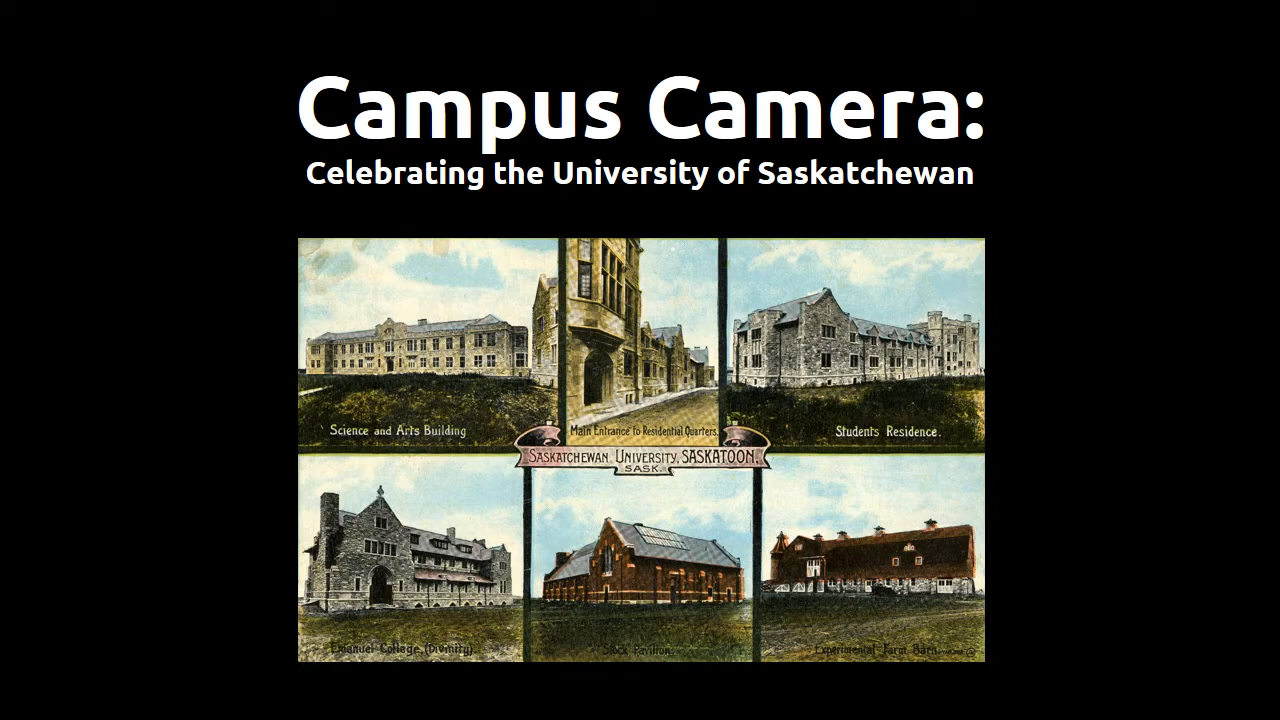 Campus Camera:
Celebrating the University of Saskatchewan
Science and Arts Building
Main Entrance to Residential Quarters.
Students Residence.
SASKATCHEWAN UNIVERSITY, SASKATOON,
SASK.
Emanuel College, (Divinity).
Stock Pavilion.
Experimental Farm Barn.